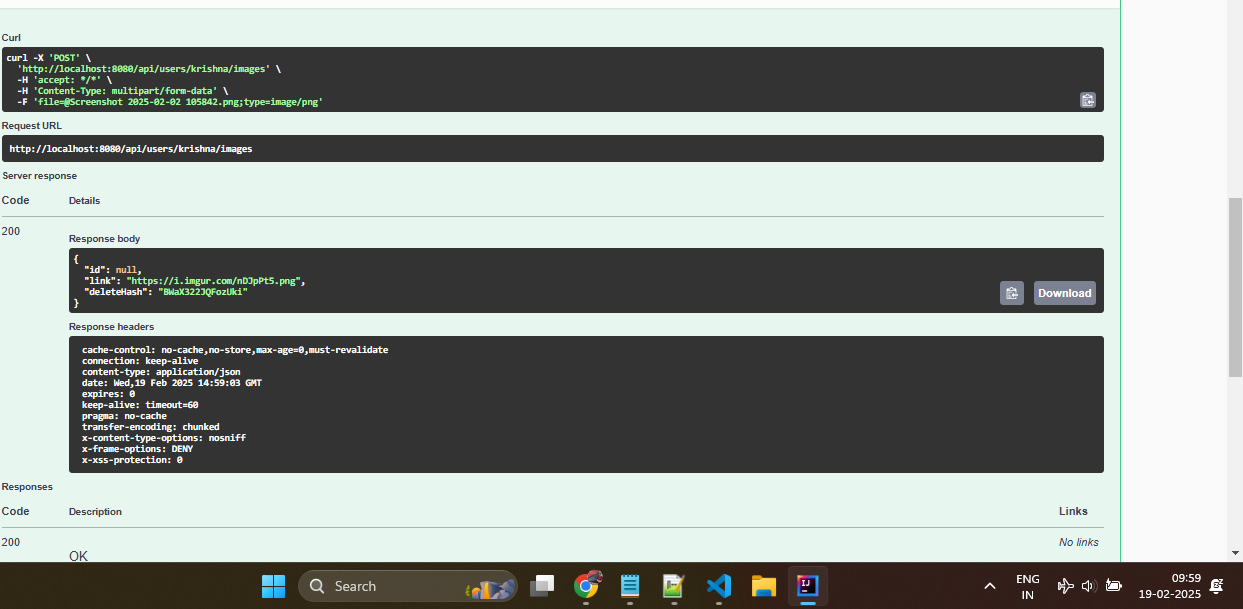 Curl
curl -X 'POST' \
'http://localhost:8080/api/users/krishna/images' \
-H 'accept: */*' \
-H 'Content-Type: multipart/form-data' \
-F 'file=@Screenshot 2025-02-02 105842.png;type=image/png'
Request URL
http://localhost:8080/api/users/krishna/images
Server response
Code Details
200
Response body
{
"id": null,
"link": "https://i.imgur.com/nDJpPt5.png",
"deleteHash": "BWaX322JQFozUki"
}
Download
Response headers
cache-control: no-cache,no-store,max-age=0,must-revalidate
connection: keep-alive
content-type: application/json
date: Wed,19 Feb 2025 14:59:03 GMT
expires: 0
keep-alive: timeout=60
pragma: no-cache
transfer-encoding: chunked
x-content-type-options: nosniff
x-frame-options: DENY
x-xss-protection: 0
Responses
Code Description Links
200 No links
OK
Search
ENG
IN
09:59
19-02-2025